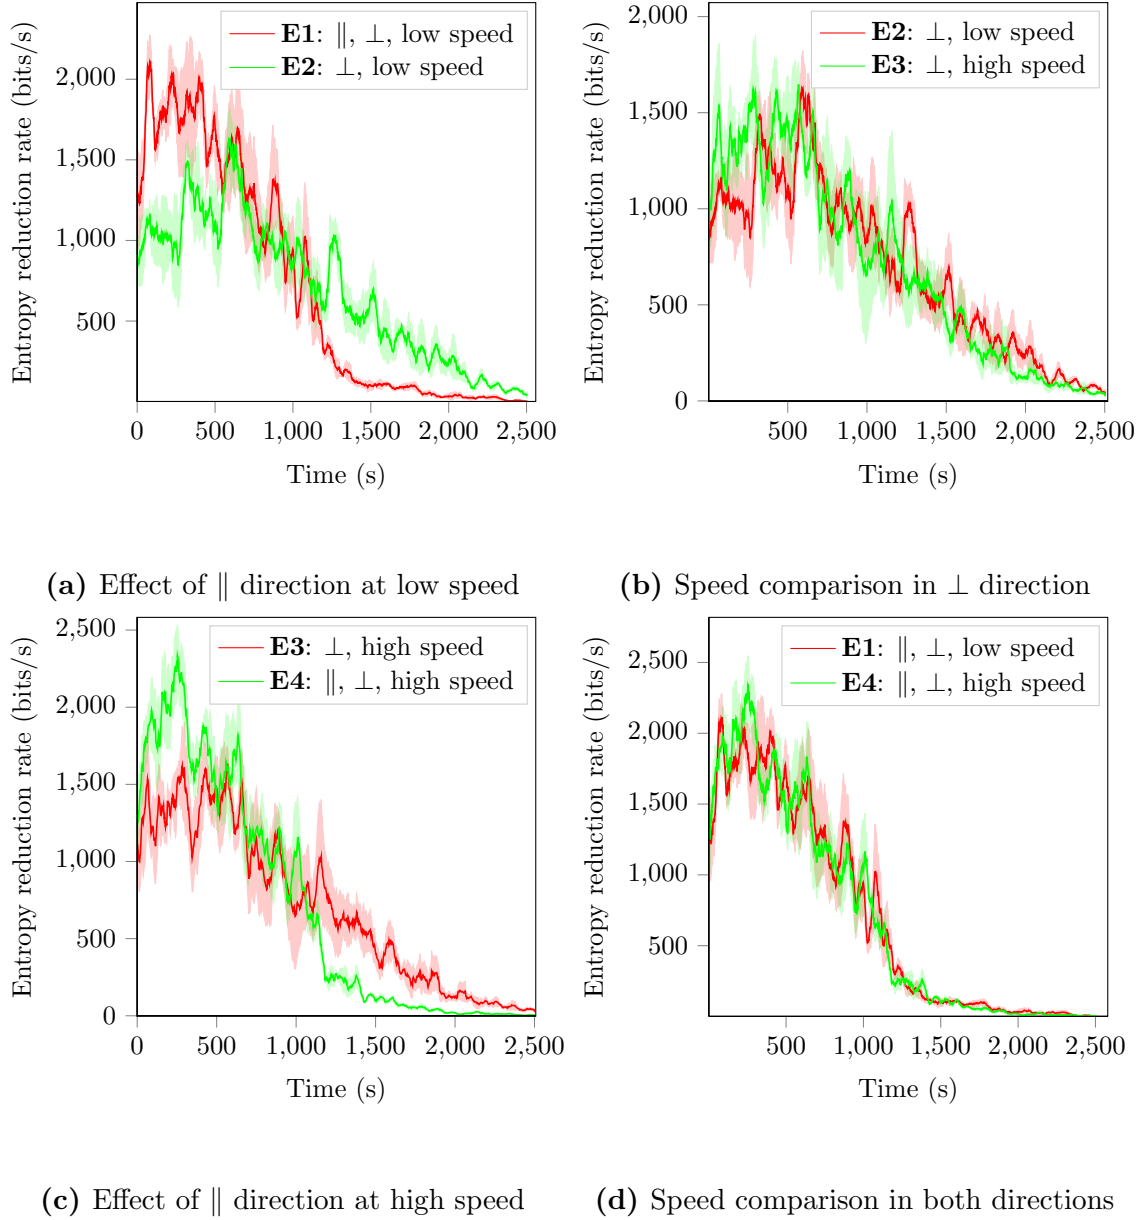 E1: ∥, ⊥, low speed
E2: ⊥, low speed
Entropy reduction rate (bits/s)
2,000
1,500
1,000
500
0 500 1,000 1,500 2,000 2,500
Time (s)
(a) Effect of ∥ direction at low speed
E2: ⊥, low speed
E3: ⊥, high speed
Entropy reduction rate (bits/s)
2,000
1,500
1,000
500
0
500 1,000 1,500 2,000 2,500
Time (s)
(b) Speed comparison in ⊥ direction
E3: ⊥, high speed
E4: ∥, ⊥, high speed
Entropy reduction rate (bits/s)
2,500
2,000
1,500
1,000
500
0
0 500 1,000 1,500 2,000 2,500
Time (s)
(c) Effect of ∥ direction at high speed
E1: ∥, ⊥, low speed
E4: ∥, ⊥, high speed
Entropy reduction rate (bits/s)
2,500
2,000
1,500
1,000
500
500 1,000 1,500 2,000 2,500
Time (s)
(d) Speed comparison in both directions